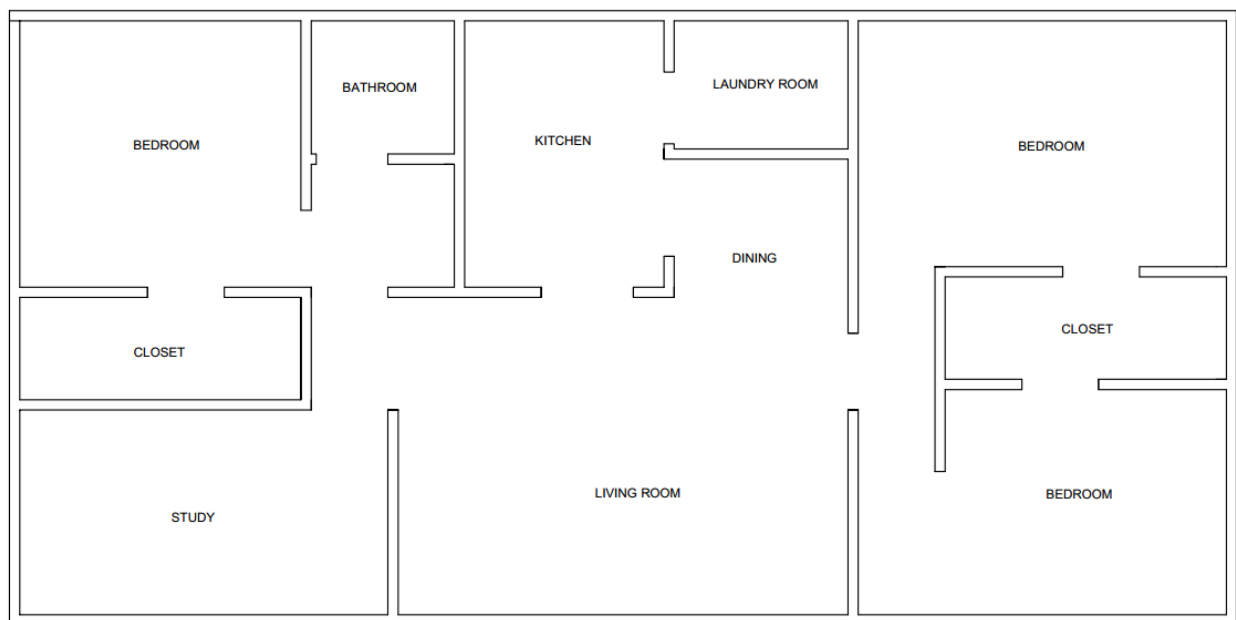 LAUNDRY ROOM
BATHROOM
KITCHEN
BEDROOM
BEDROOM
DINING
CLOSET
CLOSET
LIVING ROOM
BEDROOM
STUDY